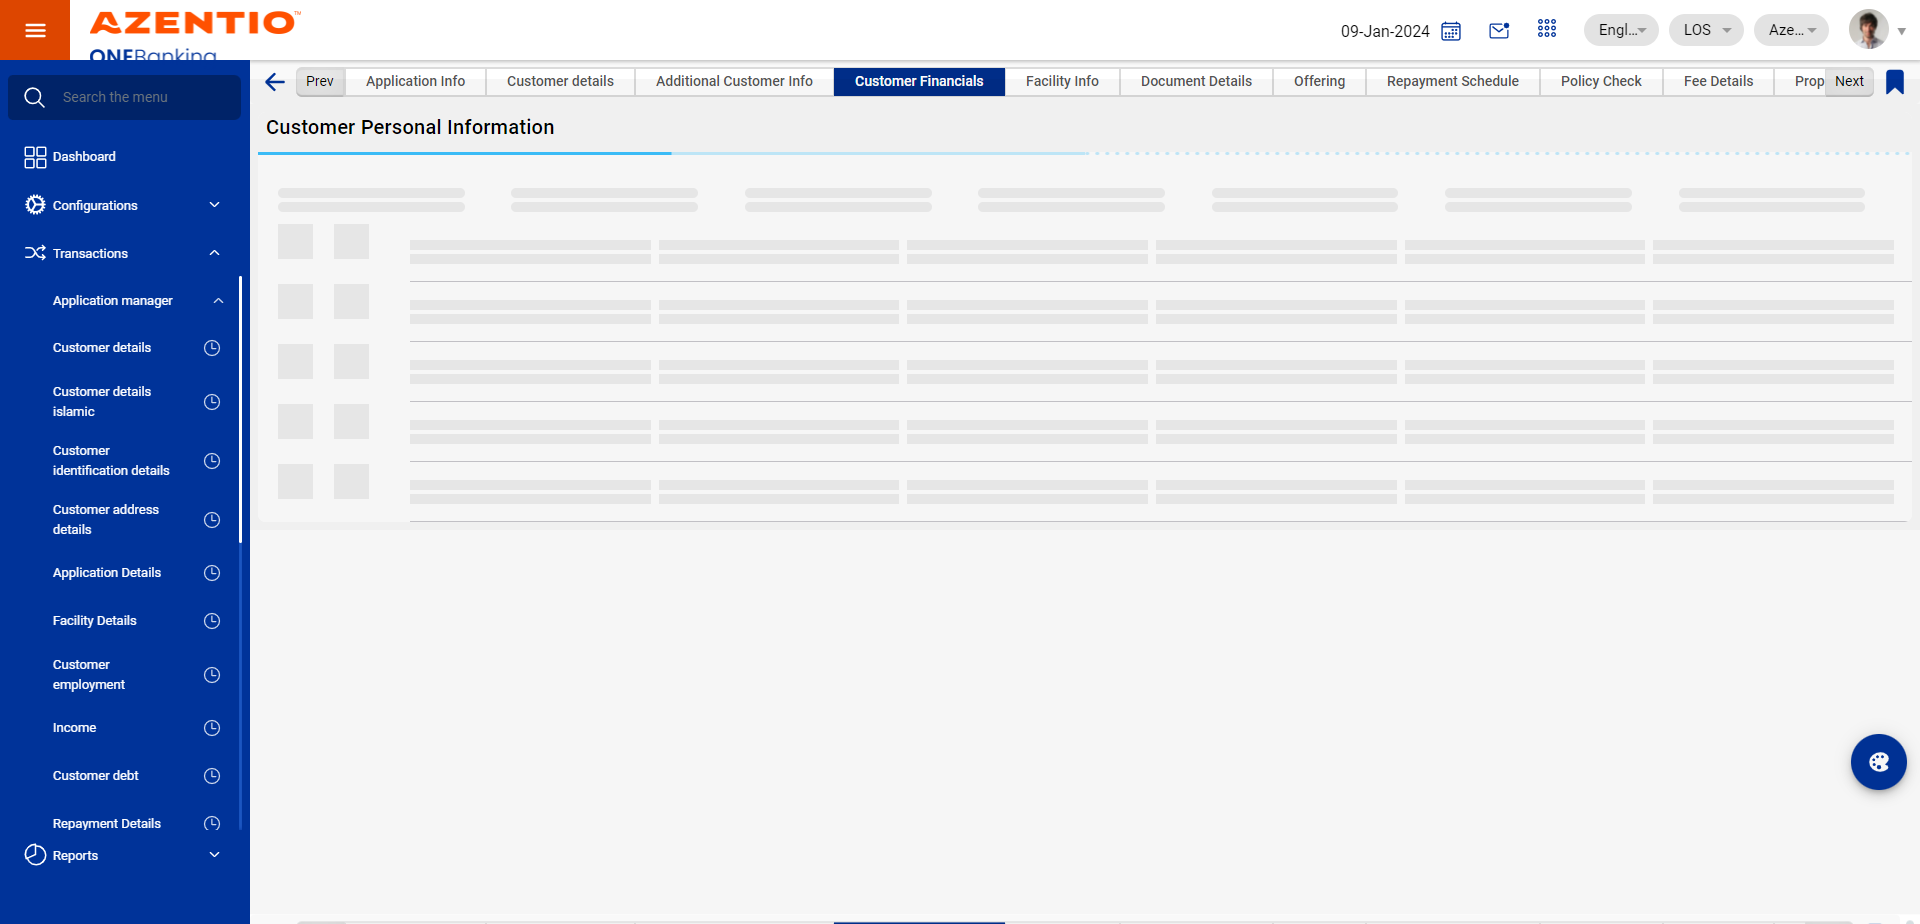 AZENTIO™
ONEBanking
09-Jan-2024
Engl...
LOS
Aze...
Search the menu
Prev
Application Info
Customer details
Additional Customer Info
Customer Financials
Facility Info
Document Details
Offering
Repayment Schedule
Policy Check
Fee Details
Prop
Next
Customer Personal Information
Dashboard
Configurations
Transactions
Application manager
Customer details
Customer details
islamic
Customer
identification details
Customer address
details
Application Details
Facility Details
Customer
employment
Income
Customer debt
Repayment Details
Reports